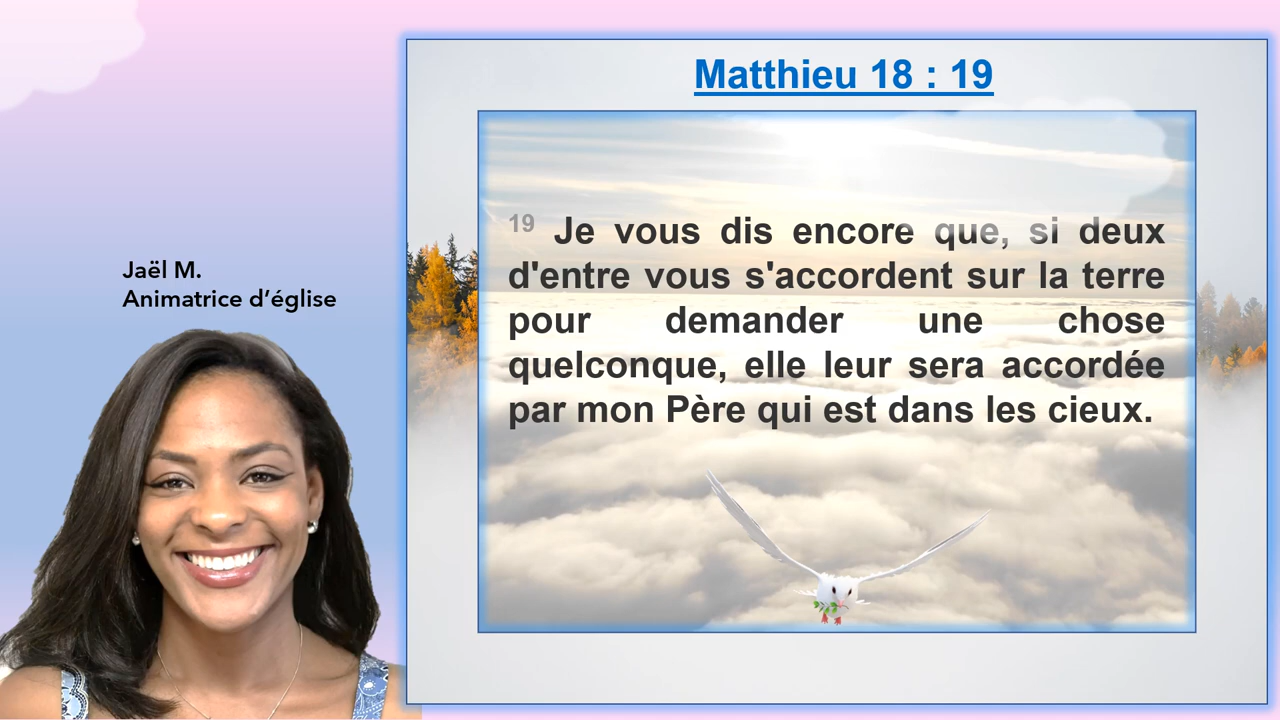 Matthieu 18 : 19
19 Je vous dis encore que, si deux
d'entre vous s'accordent sur la terre
pour demander une chose
quelconque, elle leur sera accordée
par mon Père qui est dans les cieux.
Jaël M.
Animatrice d’église